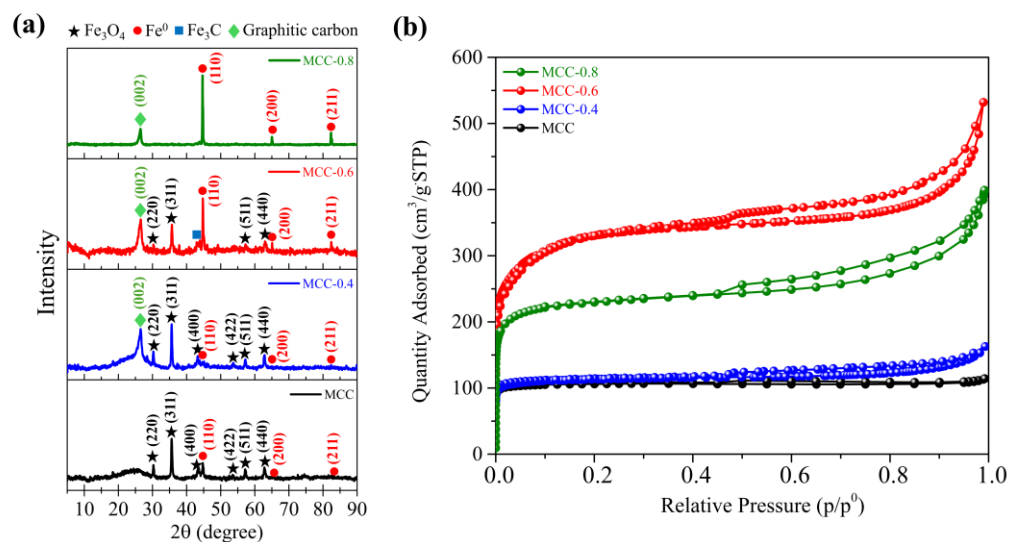 (a)
★ Fe₃O₄ ● Fe⁰ ■ Fe₃C ◆ Graphitic carbon
MCC-0.8
(002)
(110)
(200)
(211)
MCC-0.6
(002)
(220)
(311)
(110)
(511)
(440)
(200)
(211)
MCC-0.4
(002)
(220)
(311)
(400)
(110)
(422)
(511)
(440)
(200)
(211)
MCC
(220)
(311)
(400)
(110)
(422)
(511)
(440)
(200)
(211)
Intensity
10 20 30 40 50 60 70 80 90
2θ (degree)
(b)
MCC-0.8
MCC-0.6
MCC-0.4
MCC
600
500
400
300
200
100
0
Quantity Adsorbed (cm³/gSTP)
0.0 0.2 0.4 0.6 0.8 1.0
Relative Pressure (p/p⁰)